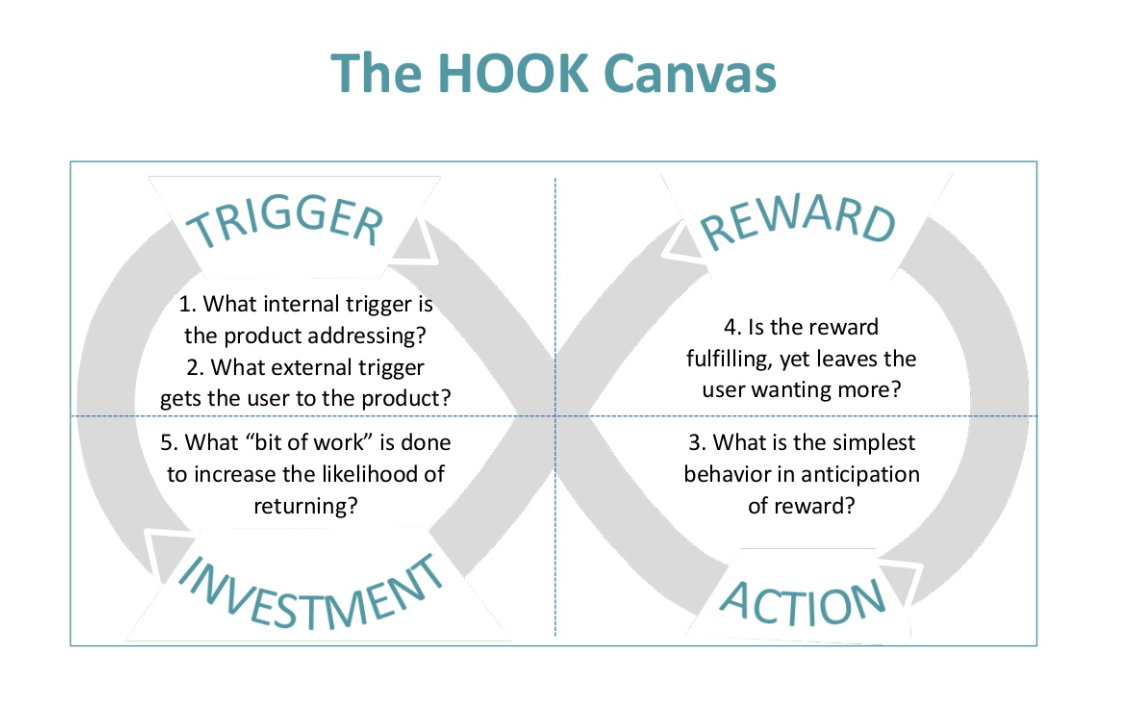 The HOOK Canvas
TRIGGER
1. What internal trigger is
the product addressing?
2. What external trigger
gets the user to the product?
REWARD
4. Is the reward
fulfilling, yet leaves the
user wanting more?
5. What “bit of work” is done
to increase the likelihood of
returning?
INVESTMENT
3. What is the simplest
behavior in anticipation
of reward?
ACTION